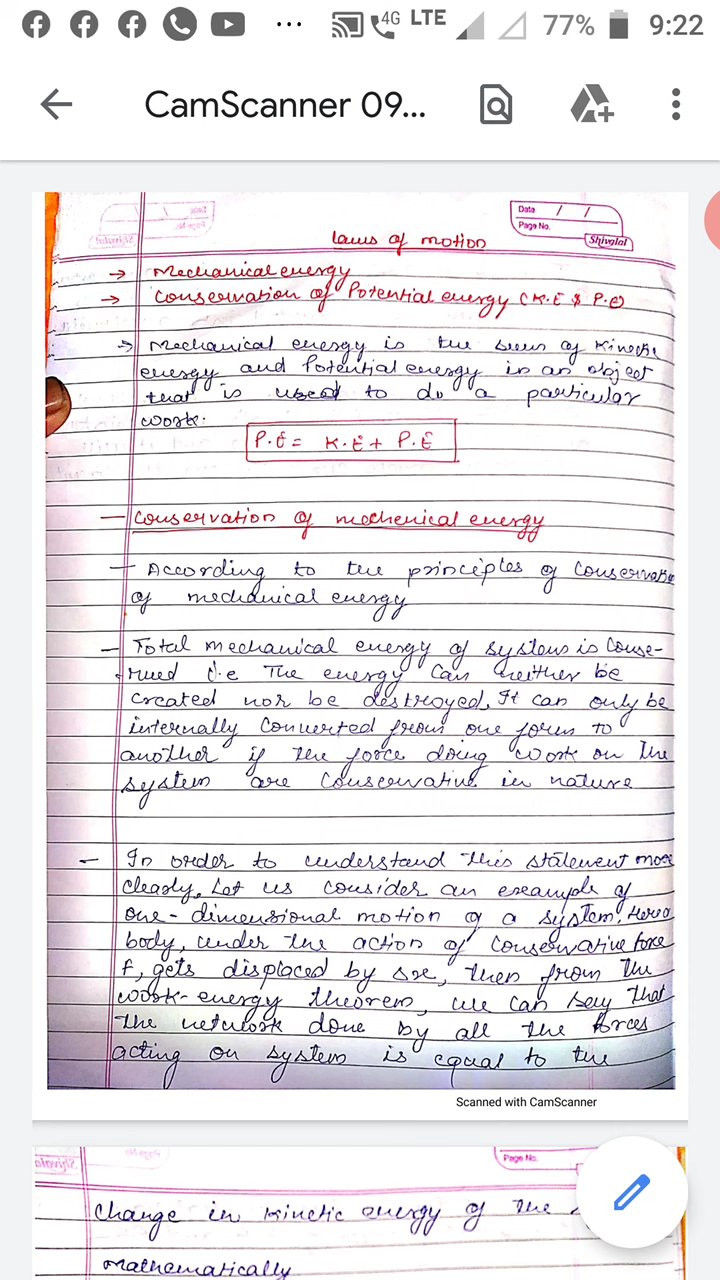 4G LTE 77% 9:22
CamScanner 09...
Date / /
Page No.
Shivalal
laws of motion
→ Mechanical energy
→ Conservation of Potential energy (K.E & P.E)
→ Mechanical energy is the sum of Kinetic
energy and Potential energy in an object
that is used to do a particular
work.
P.E = K.E + P.E
— Conservation of mechenical energy
— According to the principles of Conservation
of mechanical energy
— Total mechanical energy of systems is Conse-
rved i.e The energy Can neither be
Created nor be destroyed. It can only be
internally Converted from one form to
another if the force doing work on the
system are Conservative in nature
— In order to understand this statement more
clearly. Let us consider an example of
one-dimensional motion of a system. Here a
body, under the action of Conservative force
F, gets displaced by then from the
work-energy theorem, we can say that
the network done by all the forces
acting on system is equal to the
Scanned with CamScanner
Page No.
Change in Kinetic energy of the
Mathematically